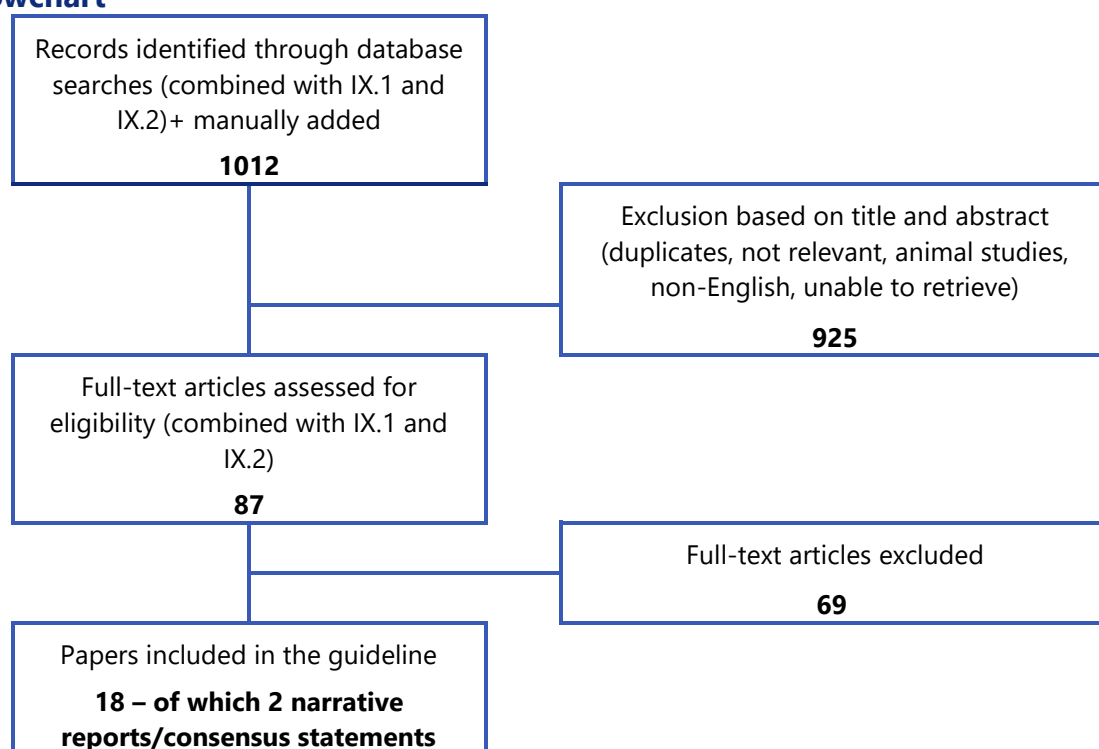 Records identified through database
searches (combined with IX.1 and
IX.2)+ manually added
1012
Exclusion based on title and abstract
(duplicates, not relevant, animal studies,
non-English, unable to retrieve)
925
Full-text articles assessed for
eligibility (combined with IX.1 and
IX.2)
87
Full-text articles excluded
69
Papers included in the guideline
18 – of which 2 narrative
reports/consensus statements